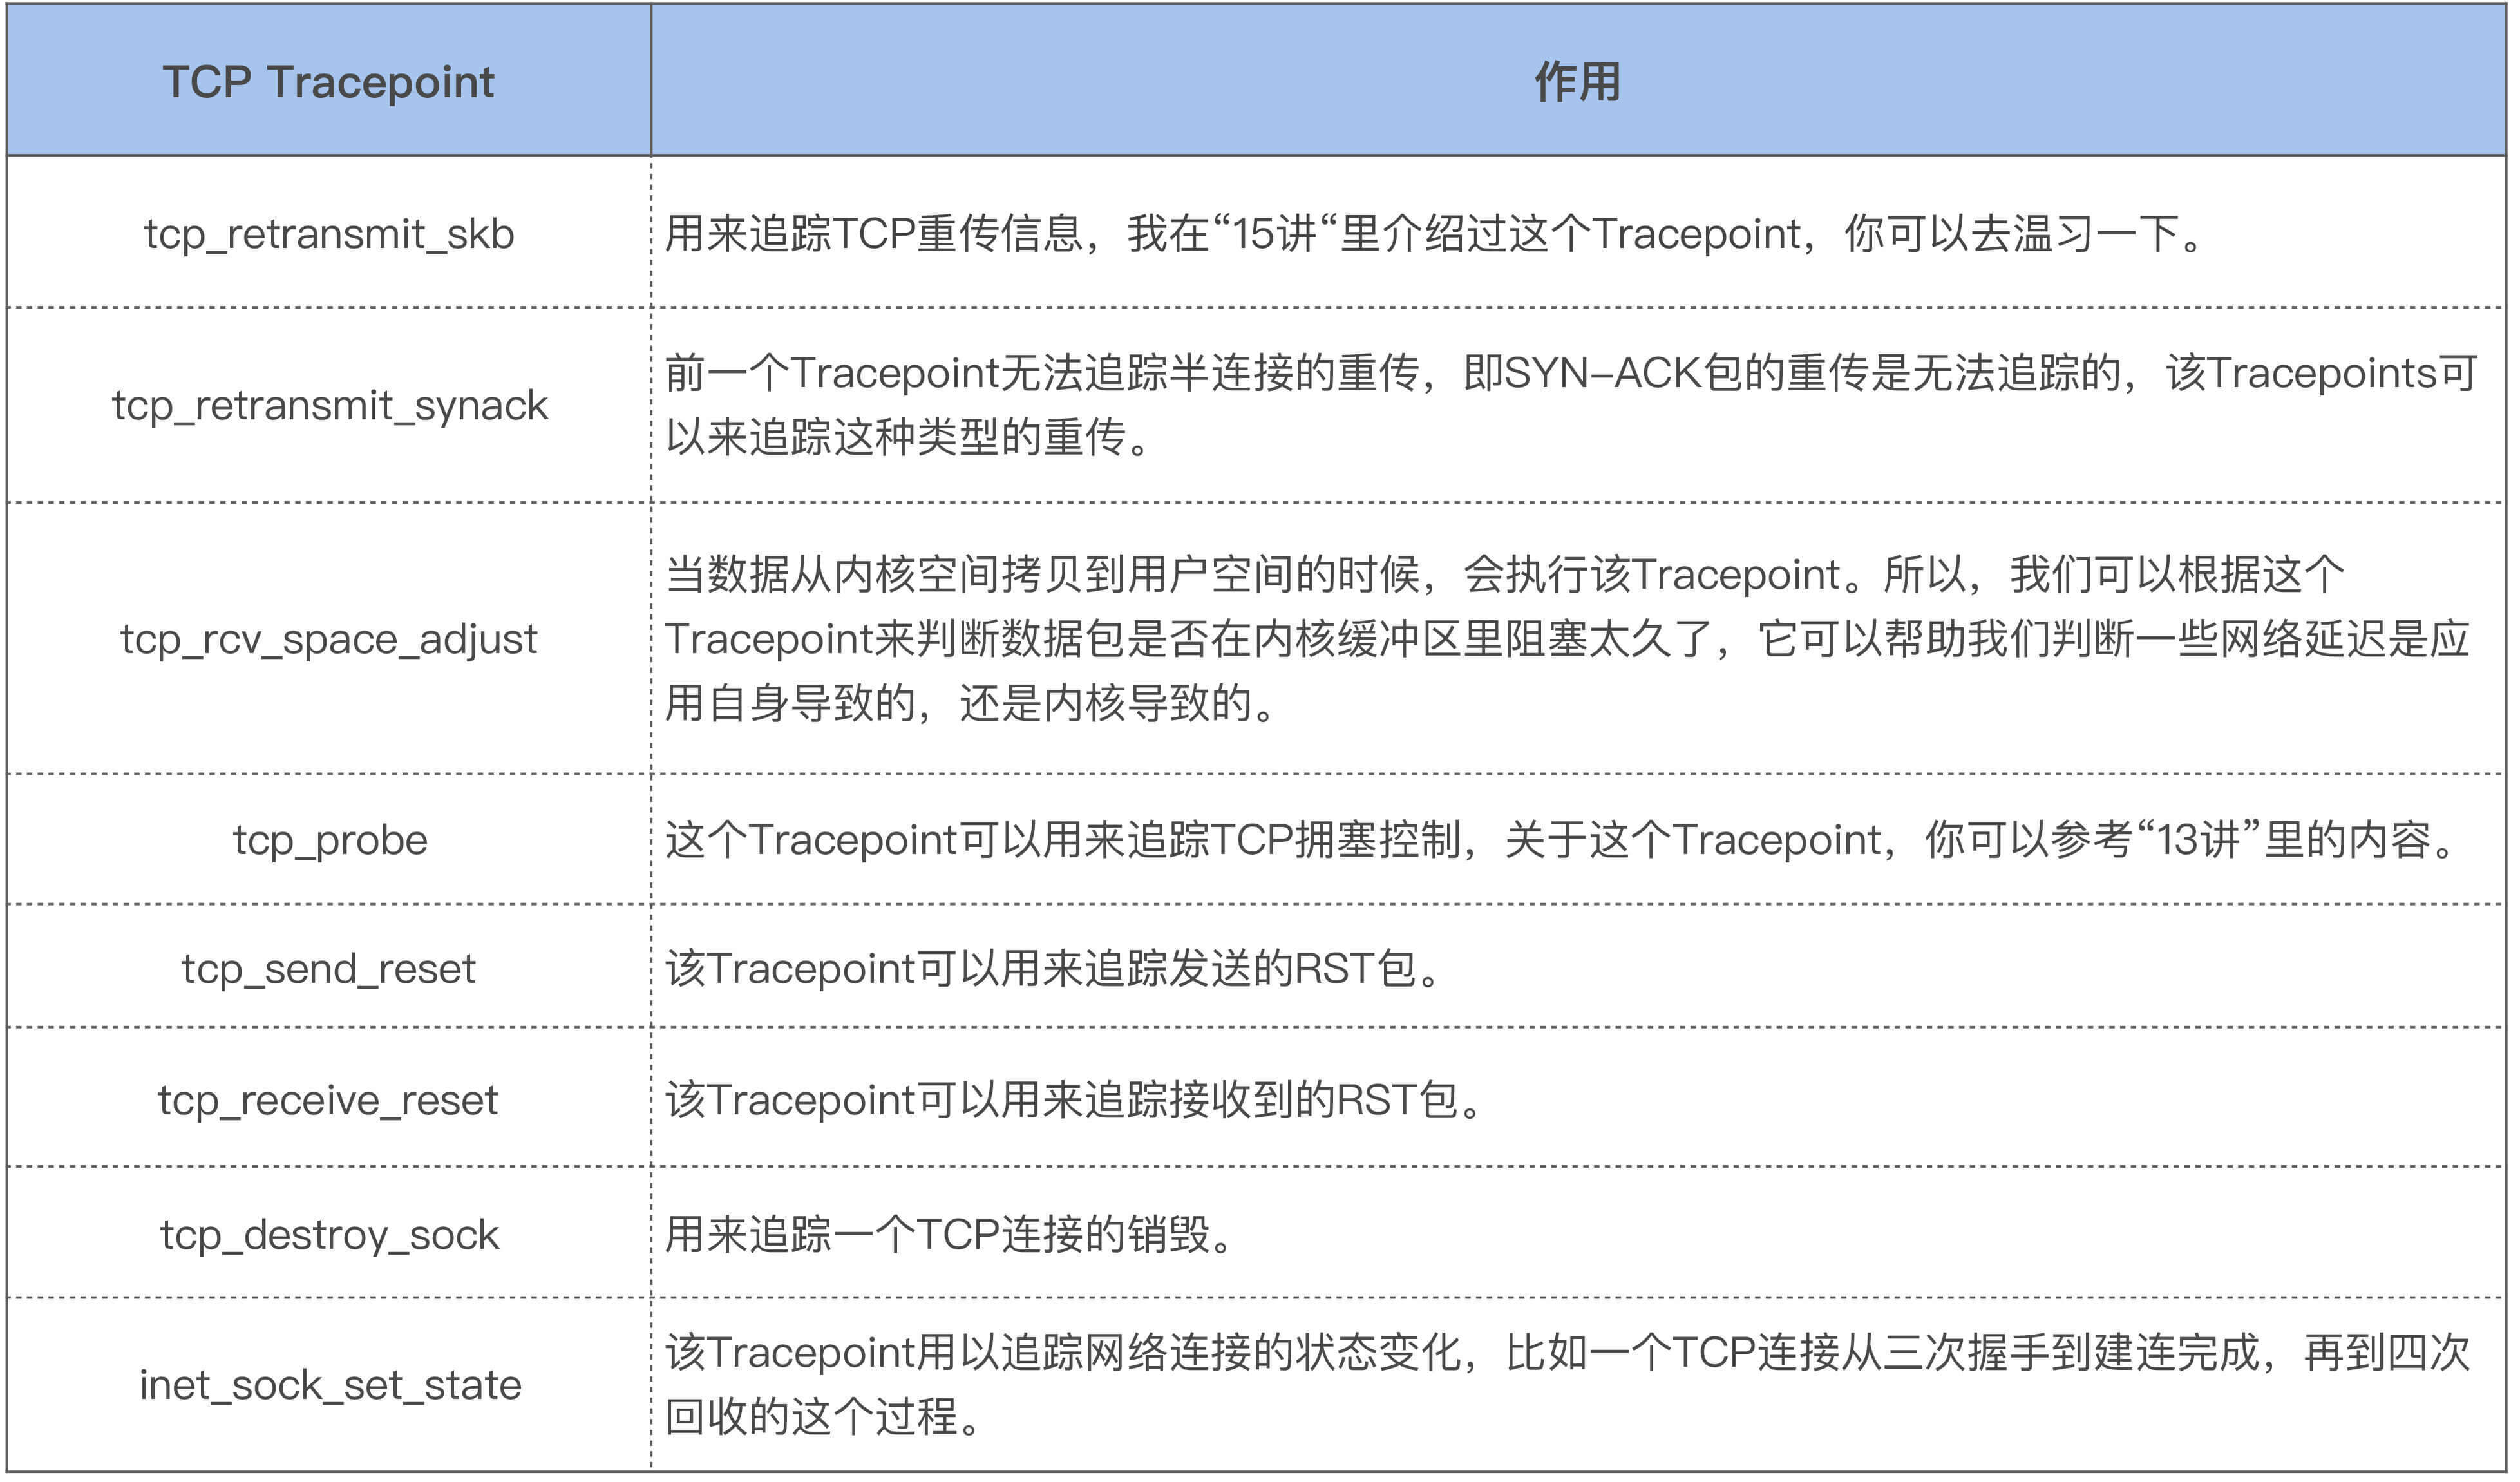 TCP Tracepoint
作用
tcp_retransmit_skb
用来追踪TCP重传信息，我在“15讲“里介绍过这个Tracepoint，你可以去温习一下。
tcp_retransmit_synack
前一个Tracepoint无法追踪半连接的重传，即SYN-ACK包的重传是无法追踪的，该Tracepoints可
以来追踪这种类型的重传。
tcp_rcv_space_adjust
当数据从内核空间拷贝到用户空间的时候，会执行该Tracepoint。所以，我们可以根据这个
Tracepoint来判断数据包是否在内核缓冲区里阻塞太久了，它可以帮助我们判断一些网络延迟是应
用自身导致的，还是内核导致的。
tcp_probe
这个Tracepoint可以用来追踪TCP拥塞控制，关于这个Tracepoint，你可以参考“13讲”里的内容。
tcp_send_reset
该Tracepoint可以用来追踪发送的RST包。
tcp_receive_reset
该Tracepoint可以用来追踪接收到的RST包。
tcp_destroy_sock
用来追踪一个TCP连接的销毁。
inet_sock_set_state
该Tracepoint用以追踪网络连接的状态变化，比如一个TCP连接从三次握手到建连完成，再到四次
回收的这个过程。